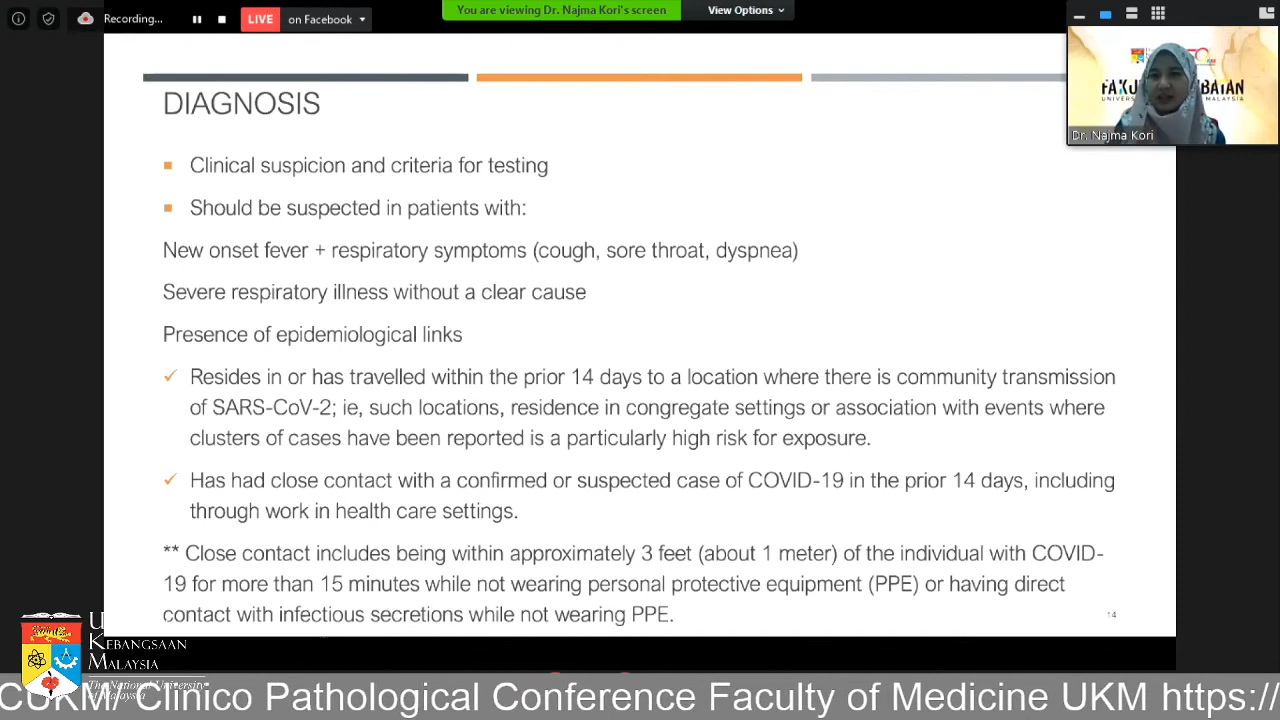 Recording...
LIVE
on Facebook
You are viewing Dr. Najma Kori's screen
View Options
Dr. Najma Kori
DIAGNOSIS
Clinical suspicion and criteria for testing
Should be suspected in patients with:
New onset fever + respiratory symptoms (cough, sore throat, dyspnea)
Severe respiratory illness without a clear cause
Presence of epidemiological links
Resides in or has travelled within the prior 14 days to a location where there is community transmission
of SARS-CoV-2; ie, such locations, residence in congregate settings or association with events where
clusters of cases have been reported is a particularly high risk for exposure.
Has had close contact with a confirmed or suspected case of COVID-19 in the prior 14 days, including
through work in health care settings.
** Close contact includes being within approximately 3 feet (about 1 meter) of the individual with COVID-
19 for more than 15 minutes while not wearing personal protective equipment (PPE) or having direct
contact with infectious secretions while not wearing PPE.
14
KEBANGSAAN
MALAYSIA
The National University
of Malaysia
CUKM/ Clinico Pathological Conference Faculty of Medicine UKM https://